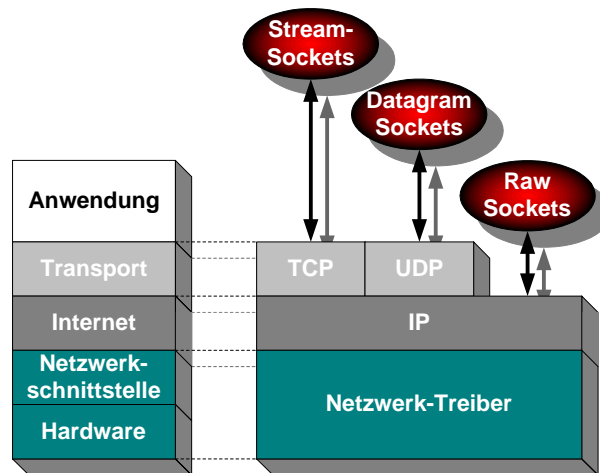 Stream-
Sockets
Datagram
Sockets
Raw
Sockets
Anwendung
Transport
TCP
UDP
Internet
IP
Netzwerk-
schnittstelle
Netzwerk-Treiber
Hardware